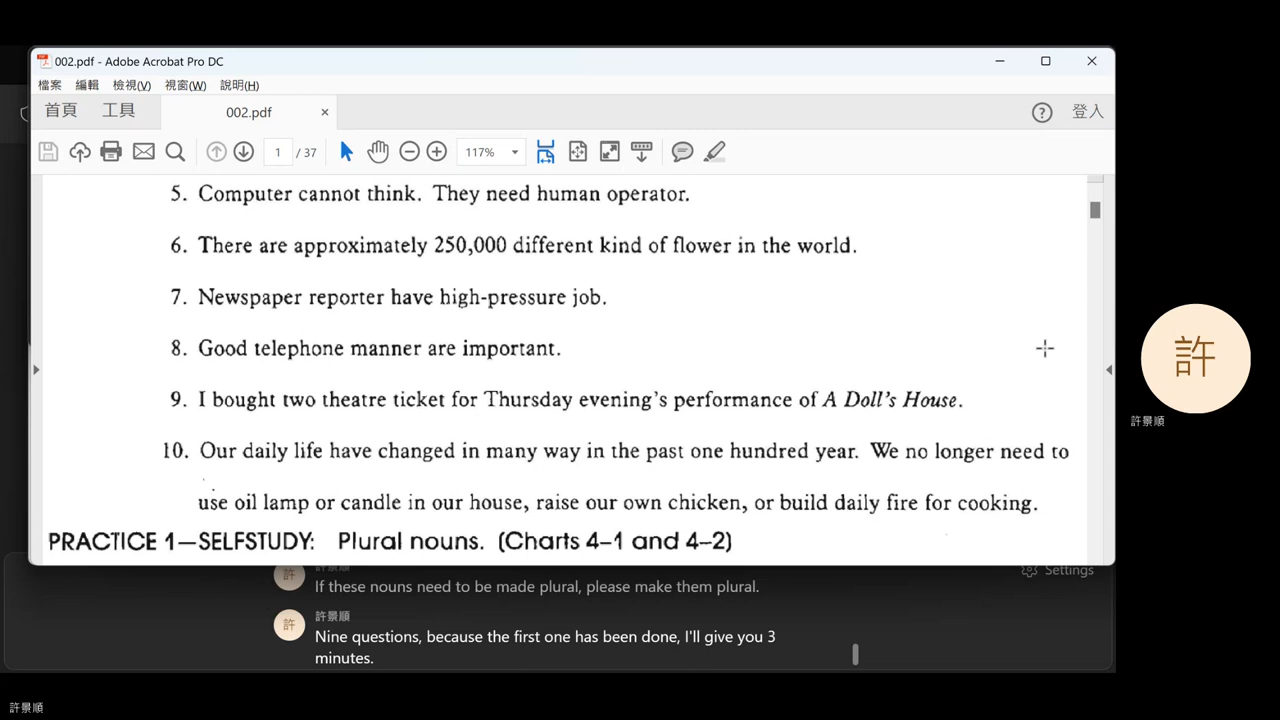 002.pdf - Adobe Acrobat Pro DC
檔案 編輯 檢視(V) 視窗(W) 說明(H)
首頁 工具 002.pdf × ? 登入
1 / 37 117%
5. Computer cannot think. They need human operator.
6. There are approximately 250,000 different kind of flower in the world.
7. Newspaper reporter have high-pressure job.
8. Good telephone manner are important.
9. I bought two theatre ticket for Thursday evening's performance of A Doll's House.
10. Our daily life have changed in many way in the past one hundred year. We no longer need to
use oil lamp or candle in our house, raise our own chicken, or build daily fire for cooking.
PRACTICE 1—SELFSTUDY: Plural nouns. (Charts 4-1 and 4-2)
許
許景順
許景順
許
If these nouns need to be made plural, please make them plural.
Settings
許景順
許
Nine questions, because the first one has been done, I'll give you 3
minutes.
許景順